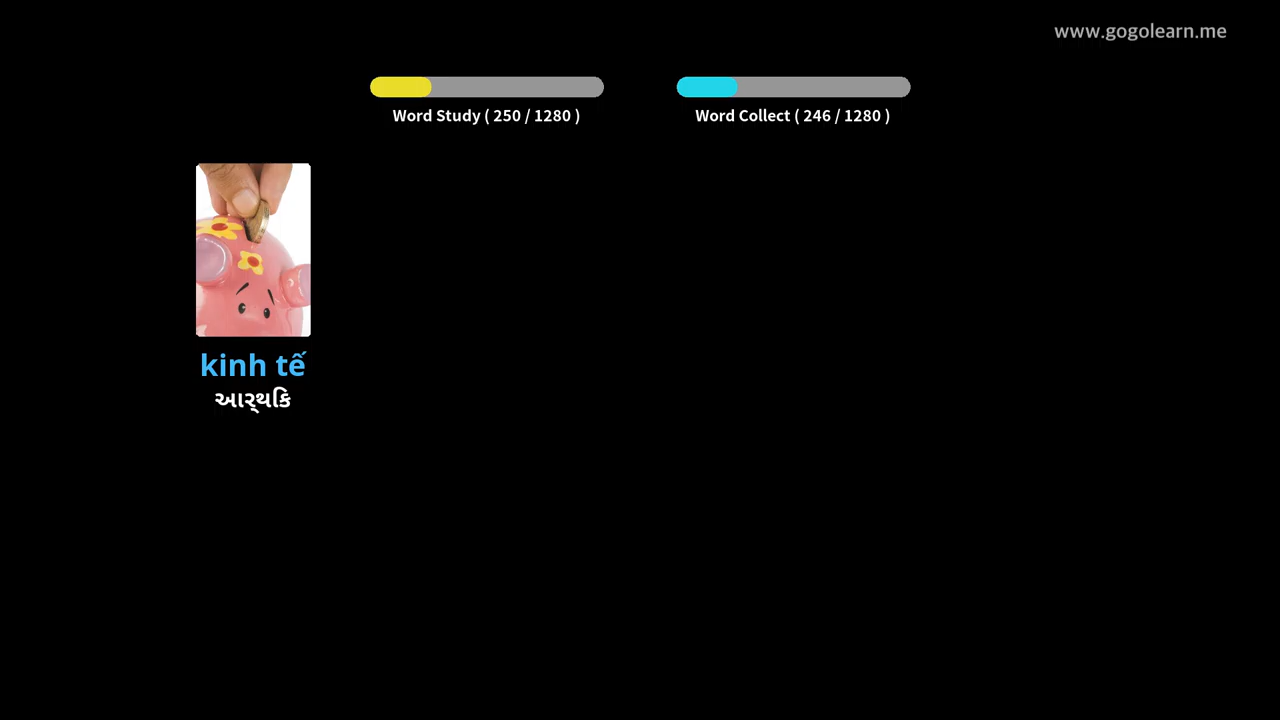 www.gogolearn.me
Word Study ( 250 / 1280 )
Word Collect ( 246 / 1280 )
kinh tế
આર્થિક